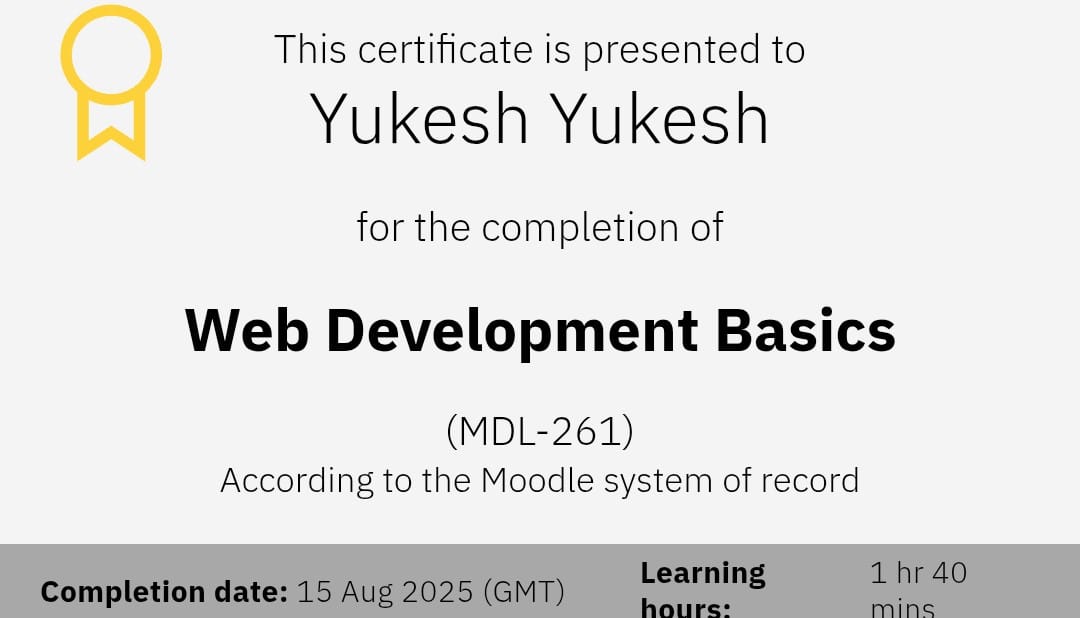 This certificate is presented to
Yukesh Yukesh
for the completion of
Web Development Basics
(MDL-261)
According to the Moodle system of record
Completion date: 15 Aug 2025 (GMT)
Learning hours: 1 hr 40 mins